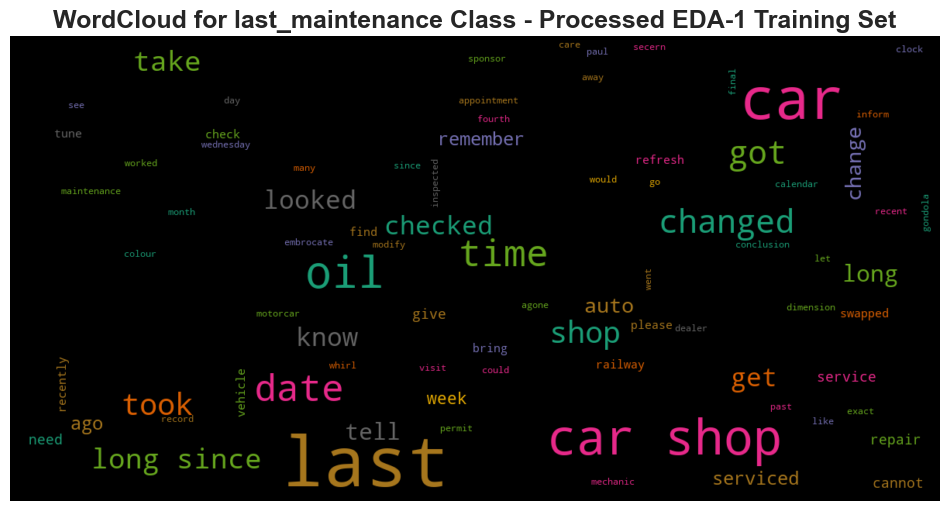 WordCloud for last_maintenance Class - Processed EDA-1 Training Set
care
paul
secern
clock
take
sponsor
away
final
car
see
day
appointment
inform
fourth
tune
check
remember
change
wednesday
got
worked
many
since
inspected
refresh
would
go
calendar
maintenance
looked
month
checked
changed
recent
gondola
find
embrocate
modify
conclusion
colour
time
let
oil
went
long
agone
auto
dimension
motorcar
give
shop
please
dealer
swapped
know
bring
recently
whirl
visit
could
railway
vehicle
date
get
service
took
week
past
exact
ago
record
like
need
tell
permit
car shop
repair
long since
last
mechanic
serviced
cannot